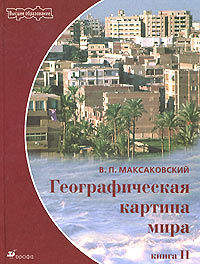 Высшее образование
В. П. МАКСАКОВСКИЙ
Географическая
картина
мира
книга II
ДРОФА